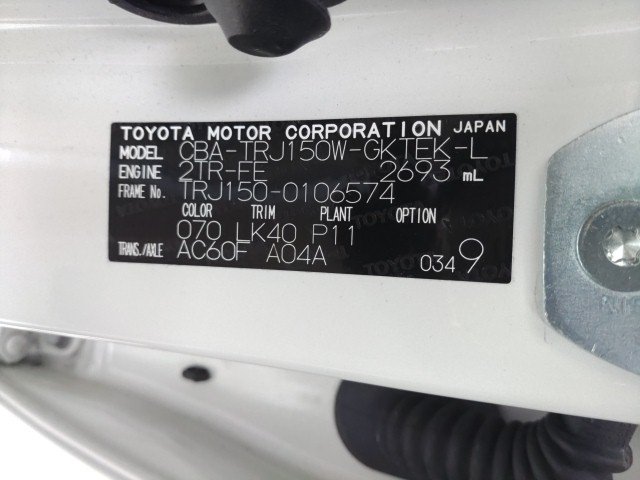 TOYOTA MOTOR CORPORATION JAPAN
MODEL CBA-TRJ150W-GKTEK-L
ENGINE 2TR-FE 2693 mL
FRAME No. TRJ150-0106574
COLOR TRIM PLANT OPTION
070 LK40 P11
TRANS./AXLE AC60F A04A
034 9